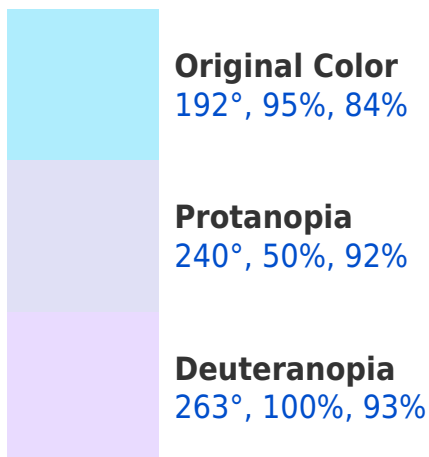 Original Color
192°, 95%, 84%
Protanopia
240°, 50%, 92%
Deuteranopia
263°, 100%, 93%